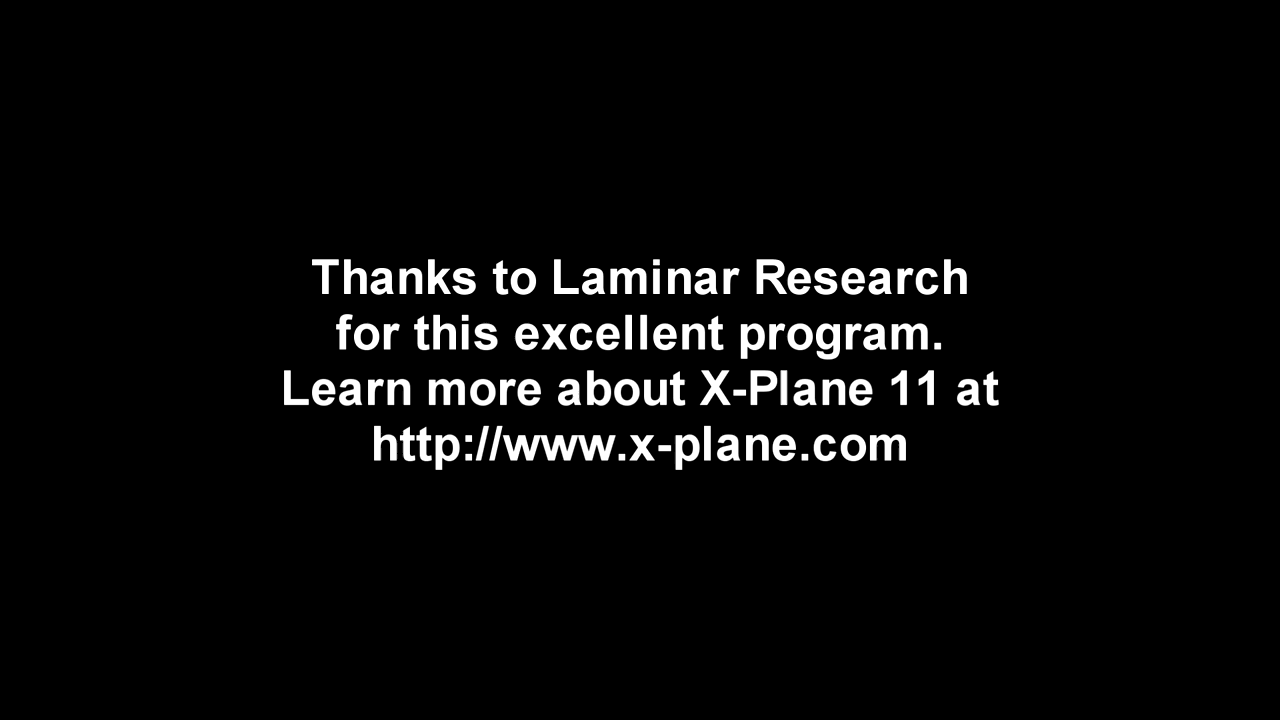 Thanks to Laminar Research
for this excellent program.
Learn more about X-Plane 11 at
http://www.x-plane.com